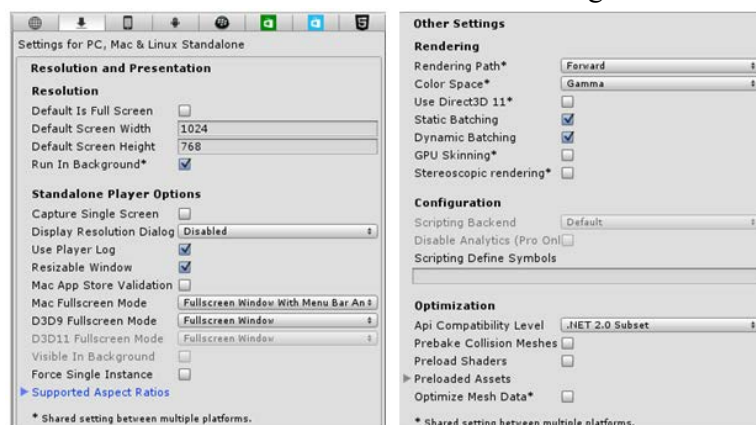 Settings for PC, Mac & Linux Standalone
Resolution and Presentation
Resolution
Default Is Full Screen
Default Screen Width 1024
Default Screen Height 768
Run In Background*
Standalone Player Options
Capture Single Screen
Display Resolution Dialog Disabled
Use Player Log
Resizable Window
Mac App Store Validation
Mac Fullscreen Mode Fullscreen Window With Menu Bar An
D3D9 Fullscreen Mode Fullscreen Window
D3D11 Fullscreen Mode Fullscreen Window
Visible In Background
Force Single Instance
Supported Aspect Ratios
* Shared setting between multiple platforms.
Other Settings
Rendering
Rendering Path* Forward
Color Space* Gamma
Use Direct3D 11*
Static Batching
Dynamic Batching
GPU Skinning*
Stereoscopic rendering*
Configuration
Scripting Backend Default
Disable Analytics (Pro Onl
Scripting Define Symbols
Optimization
Api Compatibility Level .NET 2.0 Subset
Prebake Collision Meshes
Preload Shaders
Preloaded Assets
Optimize Mesh Data*
* Shared setting between multiple platforms.